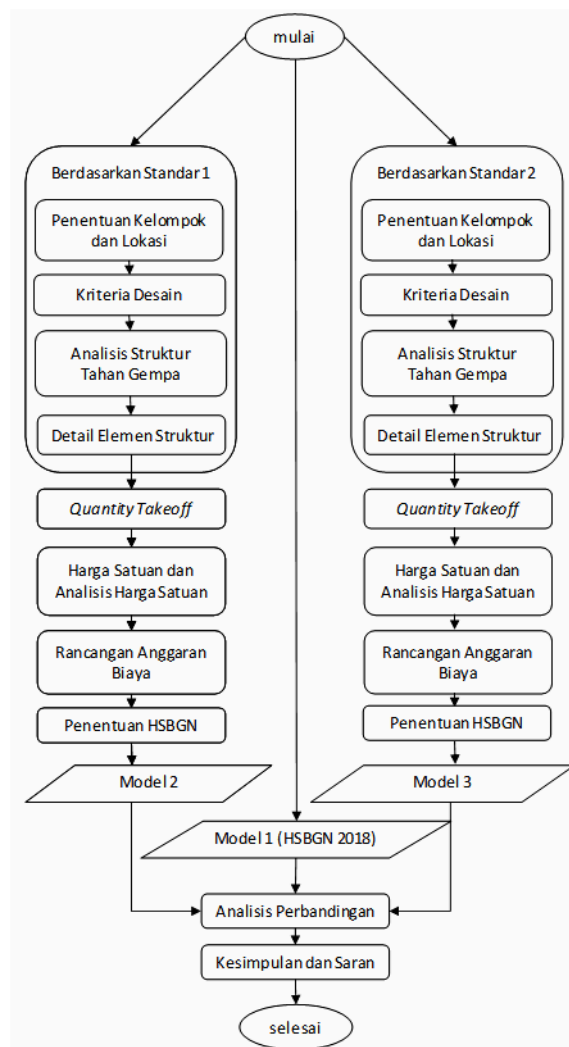 mulai
Berdasarkan Standar 1
Penentuan Kelompok
dan Lokasi
Kriteria Desain
Analisis Struktur
Tahan Gempa
Detail Elemen Struktur
Quantity Takeoff
Harga Satuan dan
Analisis Harga Satuan
Rancangan Anggaran
Biaya
Penentuan HSBGN
Model 2
Berdasarkan Standar 2
Penentuan Kelompok
dan Lokasi
Kriteria Desain
Analisis Struktur
Tahan Gempa
Detail Elemen Struktur
Quantity Takeoff
Harga Satuan dan
Analisis Harga Satuan
Rancangan Anggaran
Biaya
Penentuan HSBGN
Model 3
Model 1 (HSBGN 2018)
Analisis Perbandingan
Kesimpulan dan Saran
selesai